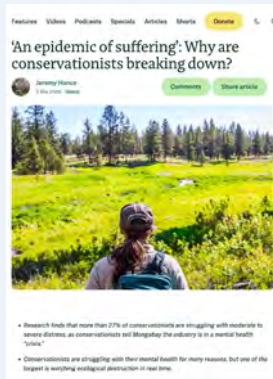 Features Videos Podcasts Specials Articles Shorts Donate
‘An epidemic of suffering’: Why are
conservationists breaking down?
Jeremy Hance
Comments
Share article
Research finds that more than 27% of conservationists are struggling with moderate to
severe distress, as conservationists tell Mongabay the industry is in a mental health
“crisis.”
Conservationists are struggling with their mental health for many reasons, but one of the
largest is watching ecological destruction in real time.